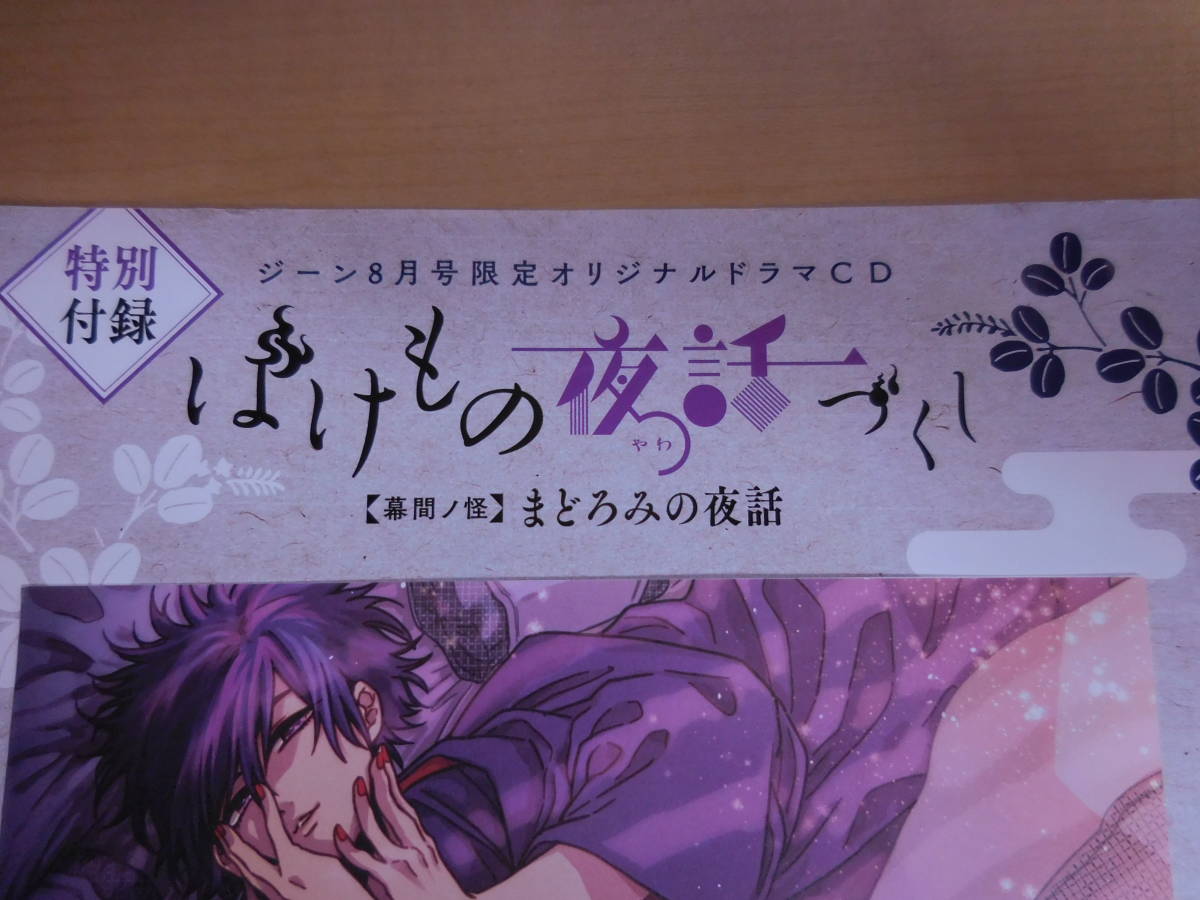 特別
付録
ジーン8月号限定オリジナルドラマCD
ばけもの夜話づくし
やわ
【幕間ノ怪】まどろみの夜話